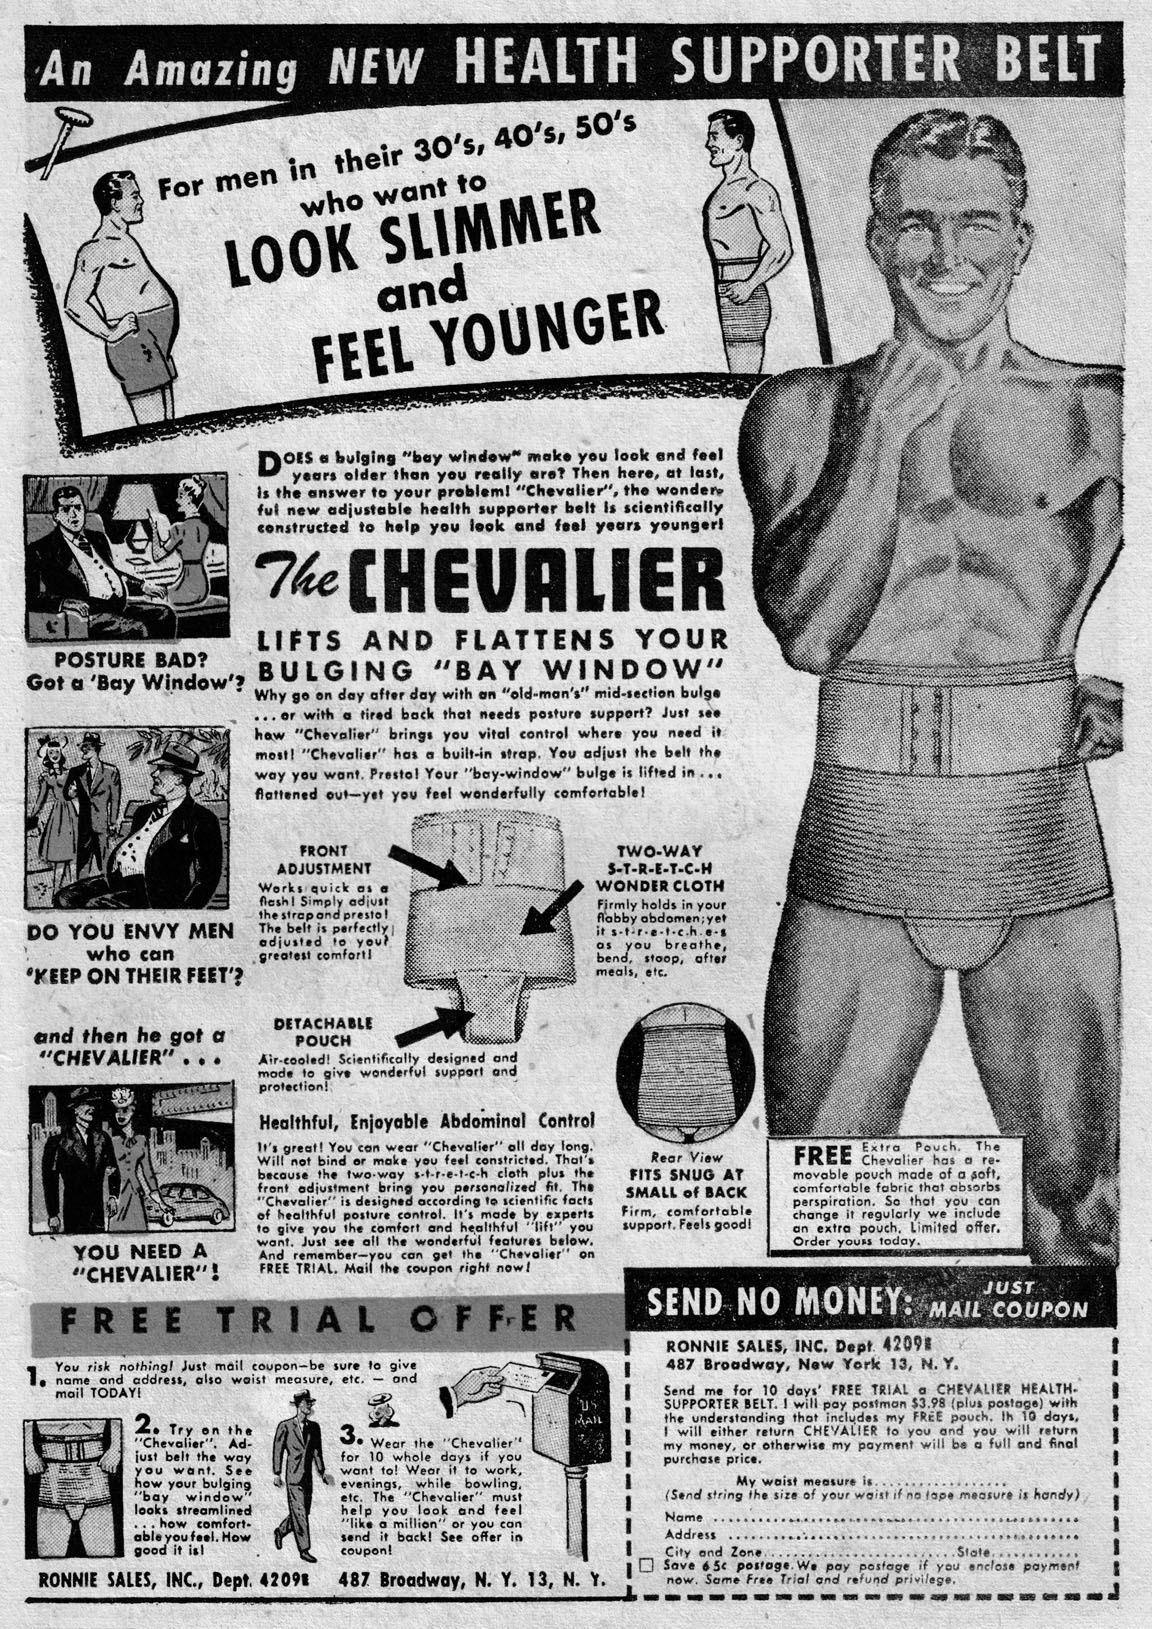 An Amazing NEW HEALTH SUPPORTER BELT
For men in their 30's, 40's, 50's
who want to
LOOK SLIMMER
and
FEEL YOUNGER
DOES a bulging "bay window" make you look and feel
years older than you really are? Then here, at last,
is the answer to your problem! "Chevalier", the wonder-
ful new adjustable health supporter belt is scientifically
constructed to help you look and feel years younger!
The CHEVALIER
LIFTS AND FLATTENS YOUR
BULGING "BAY WINDOW"
Why go on day after day with an "old-man's" mid-section bulge
...or with a tired back that needs posture support? Just see
how "Chevalier" brings you vital control where you need it
most! "Chevalier" has a built-in strap. You adjust the belt the
way you want. Presto! Your "bay-window" bulge is lifted in...
flattened out—yet you feel wonderfully comfortable!
POSTURE BAD?
Got a 'Bay Window'?
DO YOU ENVY MEN
who can
'KEEP ON THEIR FEET'?
and then he got a
"CHEVALIER" ...
YOU NEED A
"CHEVALIER"!
FRONT
ADJUSTMENT
Works quick as a
flash! Simply adjust
the strap and presto!
The belt is perfectly
adjusted to your
greatest comfort!
TWO-WAY
S-T-R-E-T-C-H
WONDER CLOTH
Firmly holds in your
flabby abdomen; yet
it s-t-r-e-t-c-h-e-s
as you breathe,
bend, stoop, after
meals, etc.
DETACHABLE
POUCH
Air-cooled! Scientifically designed and
made to give wonderful support and
protection!
Healthful, Enjoyable Abdominal Control
It's great! You can wear "Chevalier" all day long.
Will not bind or make you feel constricted. That's
because the two-way s-t-r-e-t-c-h cloth plus the
front adjustment bring you personalized fit. The
"Chevalier" is designed according to scientific facts
of healthful posture control. It's made by experts
to give you the comfort and healthful "lift" you
want. Just see all the wonderful features below.
And remember—you can get the "Chevalier" on
FREE TRIAL. Mail the coupon right now!
Rear View
FITS SNUG AT
SMALL of BACK
Firm, comfortable
support. Feels good!
FREE Extra Pouch. The
Chevalier has a re-
movable pouch made of a soft,
comfortable fabric that absorbs
perspiration. So that you can
change it regularly we include
an extra pouch. Limited offer.
Order yours today.
FREE TRIAL OFFER
1. You risk nothing! Just mail coupon—be sure to give
name and address, also waist measure, etc. — and
mail TODAY!
2. Try on the
"Chevalier". Ad-
just belt the way
you want. See
how your bulging
"bay window"
looks streamlined
...how comfort-
able you feel. How
good it is!
3. Wear the "Chevalier"
for 10 whole days if you
want to! Wear it to work,
evenings, while bowling,
etc. The "Chevalier" must
help you look and feel
"like a million" or you can
send it back! See offer in
coupon!
US
MAIL
RONNIE SALES, INC., Dept. 4209E 487 Broadway, N. Y. 13, N. Y.
SEND NO MONEY: JUST
MAIL COUPON
RONNIE SALES, INC. Dept 4209E
487 Broadway, New York 13, N. Y.
Send me for 10 days' FREE TRIAL a CHEVALIER HEALTH-
SUPPORTER BELT. I will pay postman $3.98 (plus postage) with
the understanding that includes my FREE pouch. In 10 days,
I will either return CHEVALIER to you and you will return
my money, or otherwise my payment will be a full and final
purchase price.
My waist measure is
(Send string the size of your waist if no tape measure is handy)
Name
Address
City and Zone State
Save 65c postage. We pay postage if you enclose payment
now. Same Free Trial and refund privilege.